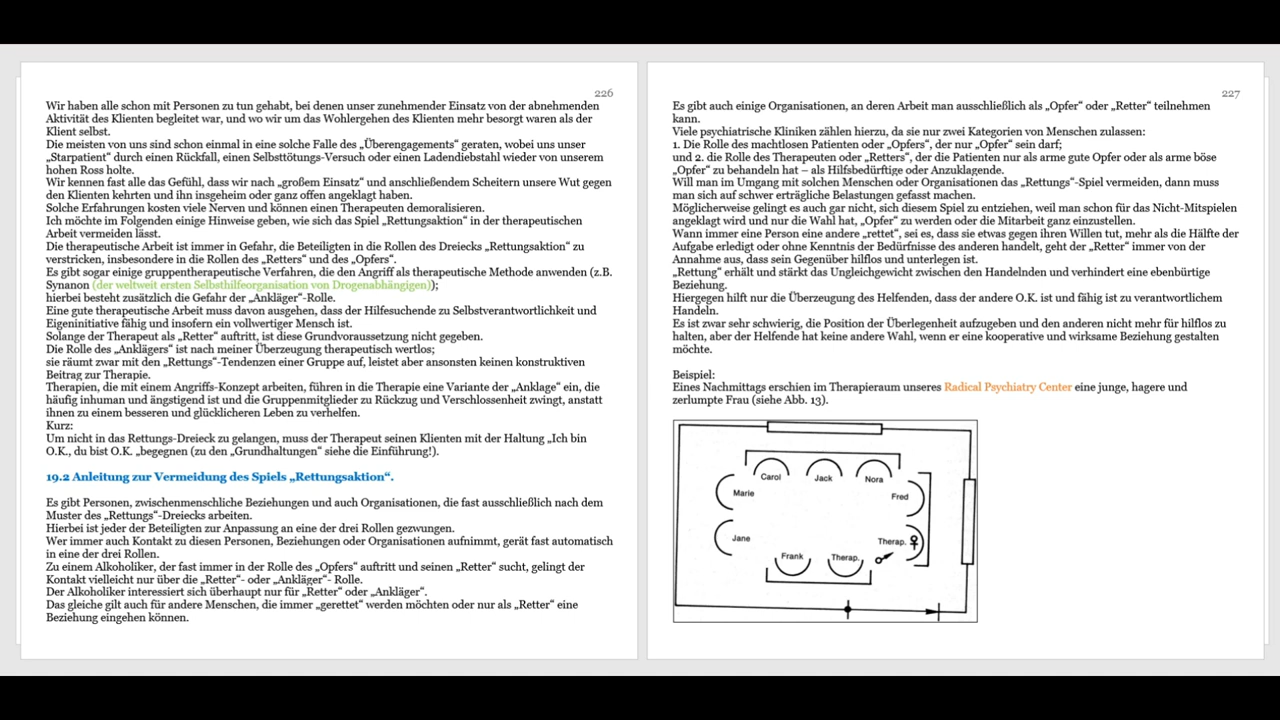 226
Wir haben alle schon mit Personen zu tun gehabt, bei denen unser zunehmender Einsatz von der abnehmenden
Aktivität des Klienten begleitet war, und wo wir um das Wohlergehen des Klienten mehr besorgt waren als der
Klient selbst.
Die meisten von uns sind schon einmal in eine solche Falle des „Überengagements“ geraten, wobei uns unser
„Starpatient“ durch einen Rückfall, einen Selbsttötungs-Versuch oder einen Ladendiebstahl wieder von unserem
hohen Ross holte.
Wir kennen fast alle das Gefühl, dass wir nach „großem Einsatz“ und anschließendem Scheitern unsere Wut gegen
den Klienten kehrten und ihn insgeheim oder ganz offen angeklagt haben.
Solche Erfahrungen kosten viele Nerven und können einen Therapeuten demoralisieren.
Ich möchte im Folgenden einige Hinweise geben, wie sich das Spiel „Rettungsaktion“ in der therapeutischen
Arbeit vermeiden lässt.
Die therapeutische Arbeit ist immer in Gefahr, die Beteiligten in die Rollen des Dreiecks „Rettungsaktion“ zu
verstricken, insbesondere in die Rollen des „Retters“ und des „Opfers“.
Es gibt sogar einige gruppentherapeutische Verfahren, die den Angriff als therapeutische Methode anwenden (z.B.
Synanon (der weltweit ersten Selbsthilfeorganisation von Drogenabhängigen));
hierbei besteht zusätzlich die Gefahr der „Ankläger“-Rolle.
Eine gute therapeutische Arbeit muss davon ausgehen, dass der Hilfesuchende zu Selbstverantwortlichkeit und
Eigeninitiative fähig und insofern ein vollwertiger Mensch ist.
Solange der Therapeut als „Retter“ auftritt, ist diese Grundvoraussetzung nicht gegeben.
Die Rolle des „Anklägers“ ist nach meiner Überzeugung therapeutisch wertlos;
sie räumt zwar mit den „Rettungs“-Tendenzen einer Gruppe auf, leistet aber ansonsten keinen konstruktiven
Beitrag zur Therapie.
Therapien, die mit einem Angriffs-Konzept arbeiten, führen in die Therapie eine Variante der „Anklage“ ein, die
häufig inhuman und ängstigend ist und die Gruppenmitglieder zu Rückzug und Verschlossenheit zwingt, anstatt
ihnen zu einem besseren und glücklicheren Leben zu verhelfen.
Kurz:
Um nicht in das Rettungs-Dreieck zu gelangen, muss der Therapeut seinen Klienten mit der Haltung „Ich bin
O.K., du bist O.K. „begegnen (zu den „Grundhaltungen“ siehe die Einführung!).
19.2 Anleitung zur Vermeidung des Spiels „Rettungsaktion“.
Es gibt Personen, zwischenmenschliche Beziehungen und auch Organisationen, die fast ausschließlich nach dem
Muster des „Rettungs“-Dreiecks arbeiten.
Hierbei ist jeder der Beteiligten zur Anpassung an eine der drei Rollen gezwungen.
Wer immer auch Kontakt zu diesen Personen, Beziehungen oder Organisationen aufnimmt, gerät fast automatisch
in eine der drei Rollen.
Zu einem Alkoholiker, der fast immer in der Rolle des „Opfers“ auftritt und seinen „Retter“ sucht, gelingt der
Kontakt vielleicht nur über die „Retter“- oder „Ankläger“- Rolle.
Der Alkoholiker interessiert sich überhaupt nur für „Retter“ oder „Ankläger“.
Das gleiche gilt auch für andere Menschen, die immer „gerettet“ werden möchten oder nur als „Retter“ eine
Beziehung eingehen können.
227
Es gibt auch einige Organisationen, an deren Arbeit man ausschließlich als „Opfer“ oder „Retter“ teilnehmen
kann.
Viele psychiatrische Kliniken zählen hierzu, da sie nur zwei Kategorien von Menschen zulassen:
1. Die Rolle des machtlosen Patienten oder „Opfers“, der nur „Opfer“ sein darf;
und 2. die Rolle des Therapeuten oder „Retters“, der die Patienten nur als arme gute Opfer oder als arme böse
„Opfer“ zu behandeln hat – als Hilfsbedürftige oder Anzuklagende.
Will man im Umgang mit solchen Menschen oder Organisationen das „Rettungs“-Spiel vermeiden, dann muss
man sich auf schwer erträgliche Belastungen gefasst machen.
Möglicherweise gelingt es auch gar nicht, sich diesem Spiel zu entziehen, weil man schon für das Nicht-Mitspielen
angeklagt wird und nur die Wahl hat, „Opfer“ zu werden oder die Mitarbeit ganz einzustellen.
Wann immer eine Person eine andere „rettet“, sei es, dass sie etwas gegen ihren Willen tut, mehr als die Hälfte der
Aufgabe erledigt oder ohne Kenntnis der Bedürfnisse des anderen handelt, geht der „Retter“ immer von der
Annahme aus, dass sein Gegenüber hilflos und unterlegen ist.
„Rettung“ erhält und stärkt das Ungleichgewicht zwischen den Handelnden und verhindert eine ebenbürtige
Beziehung.
Hiergegen hilft nur die Überzeugung des Helfenden, dass der andere O.K. ist und fähig ist zu verantwortlichem
Handeln.
Es ist zwar sehr schwierig, die Position der Überlegenheit aufzugeben und den anderen nicht mehr für hilflos zu
halten, aber der Helfende hat keine andere Wahl, wenn er eine kooperative und wirksame Beziehung gestalten
möchte.
Beispiel:
Eines Nachmittags erschien im Therapieraum unseres Radical Psychiatry Center eine junge, hagere und
zerlumpte Frau (siehe Abb. 13).
Carol
Jack
Nora
Marie
Fred
Jane
Therap.
Frank
Therap.